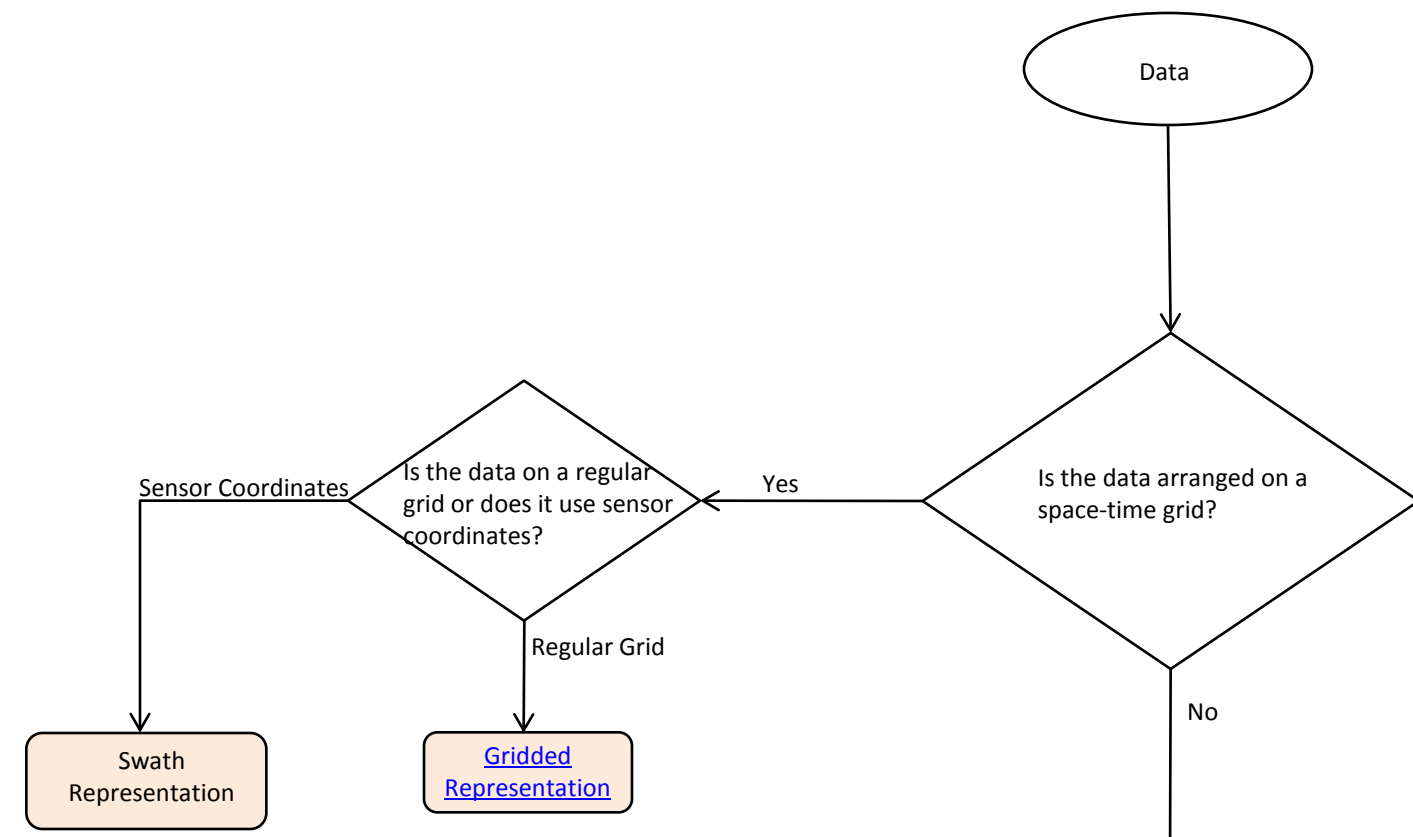 Data
Is the data arranged on a
space-time grid?
Yes
Is the data on a regular
grid or does it use sensor
coordinates?
Sensor Coordinates
Regular Grid
No
Swath
Representation
Gridded
Representation